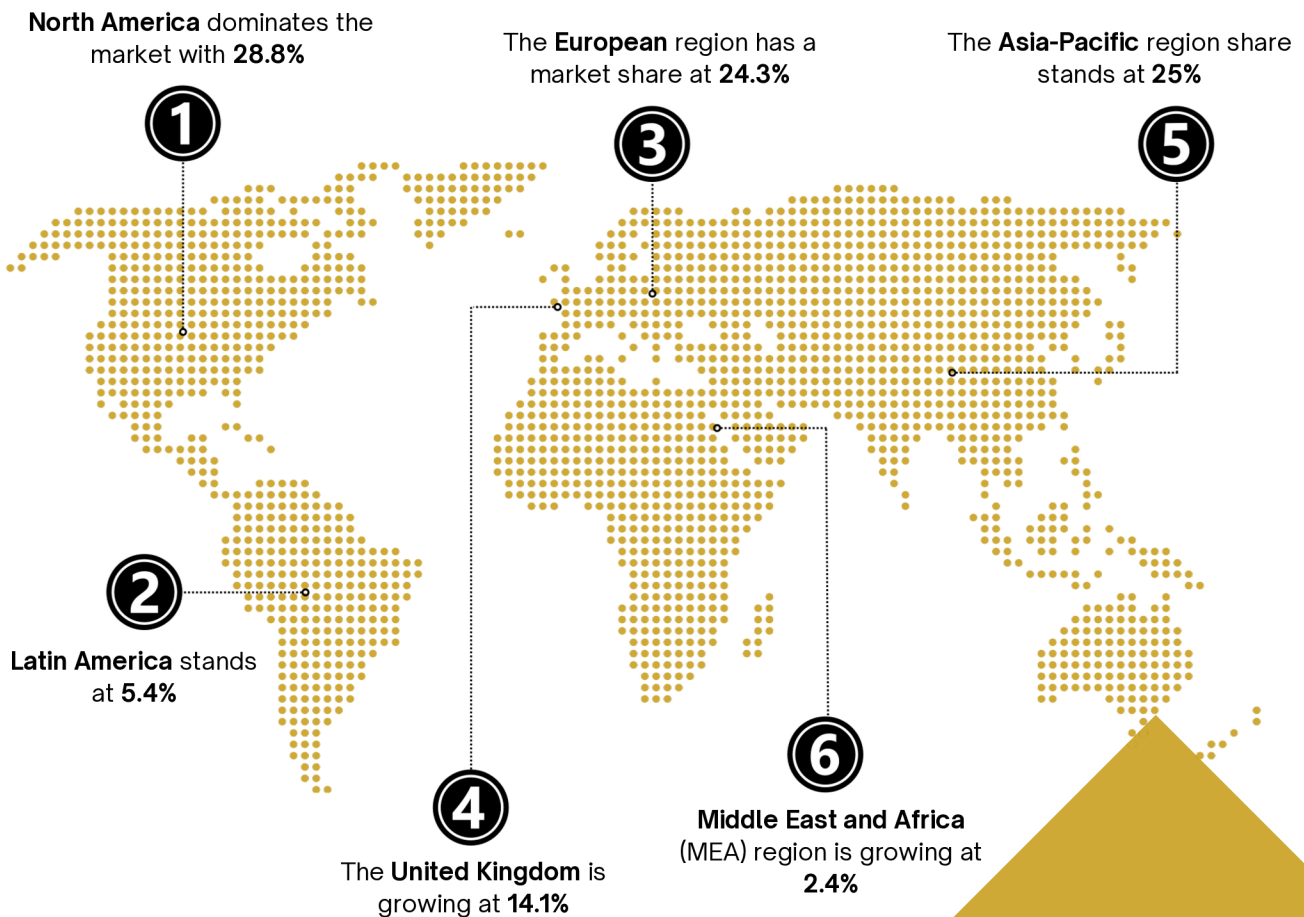 North America dominates the
market with 28.8%
1
The European region has a
market share at 24.3%
3
The Asia-Pacific region share
stands at 25%
5
2
Latin America stands
at 5.4%
4
The United Kingdom is
growing at 14.1%
6
Middle East and Africa
(MEA) region is growing at
2.4%